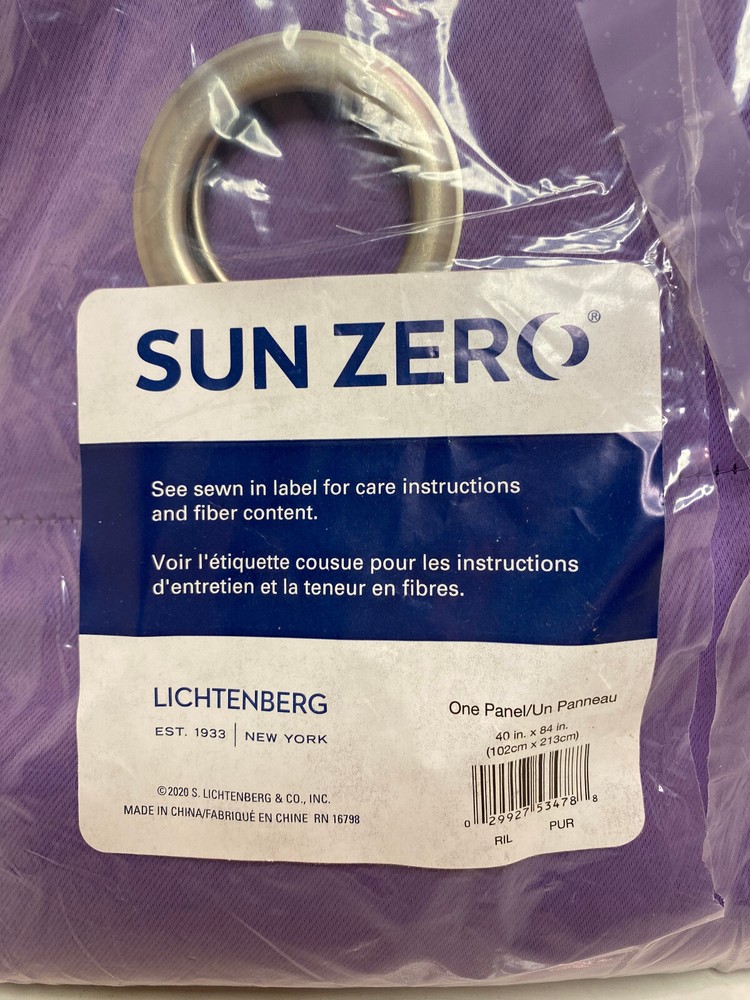 SUN ZERO®
See sewn in label for care instructions
and fiber content.
Voir l'étiquette cousue pour les instructions
d'entretien et la teneur en fibres.
LICHTENBERG
EST. 1933 | NEW YORK
©2020 S. LICHTENBERG & CO., INC.
MADE IN CHINA/FABRIQUÉ EN CHINE RN 16798
One Panel/Un Panneau
40 in. x 84 in.
(102cm x 213cm)
0 29927 53478 8
RIL PUR